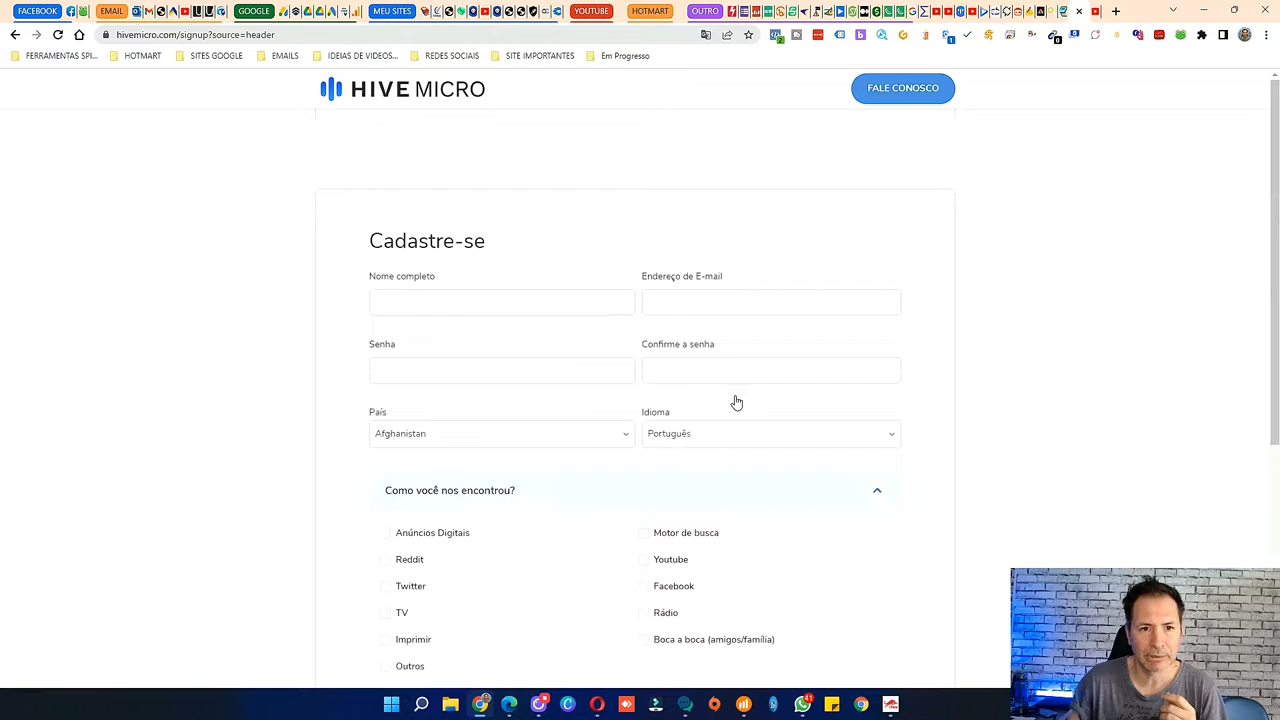 FACEBOOK
EMAIL
GOOGLE
MEU SITES
YOUTUBE
HOTMART
OUTRO
hivemicro.com/signup?source=header
FERRAMENTAS SPI...
HOTMART
SITES GOOGLE
EMAILS
IDEIAS DE VÍDEOS...
REDES SOCIAIS
SITE IMPORTANTES
Em Progresso
HIVE MICRO
FALE CONOSCO
Cadastre-se
Nome completo
Endereço de E-mail
Senha
Confirme a senha
País
Idioma
Afghanistan
Português
Como você nos encontrou?
Anúncios Digitais
Motor de busca
Reddit
Youtube
Twitter
Facebook
TV
Rádio
Imprimir
Boca a boca (amigos/família)
Outros
41